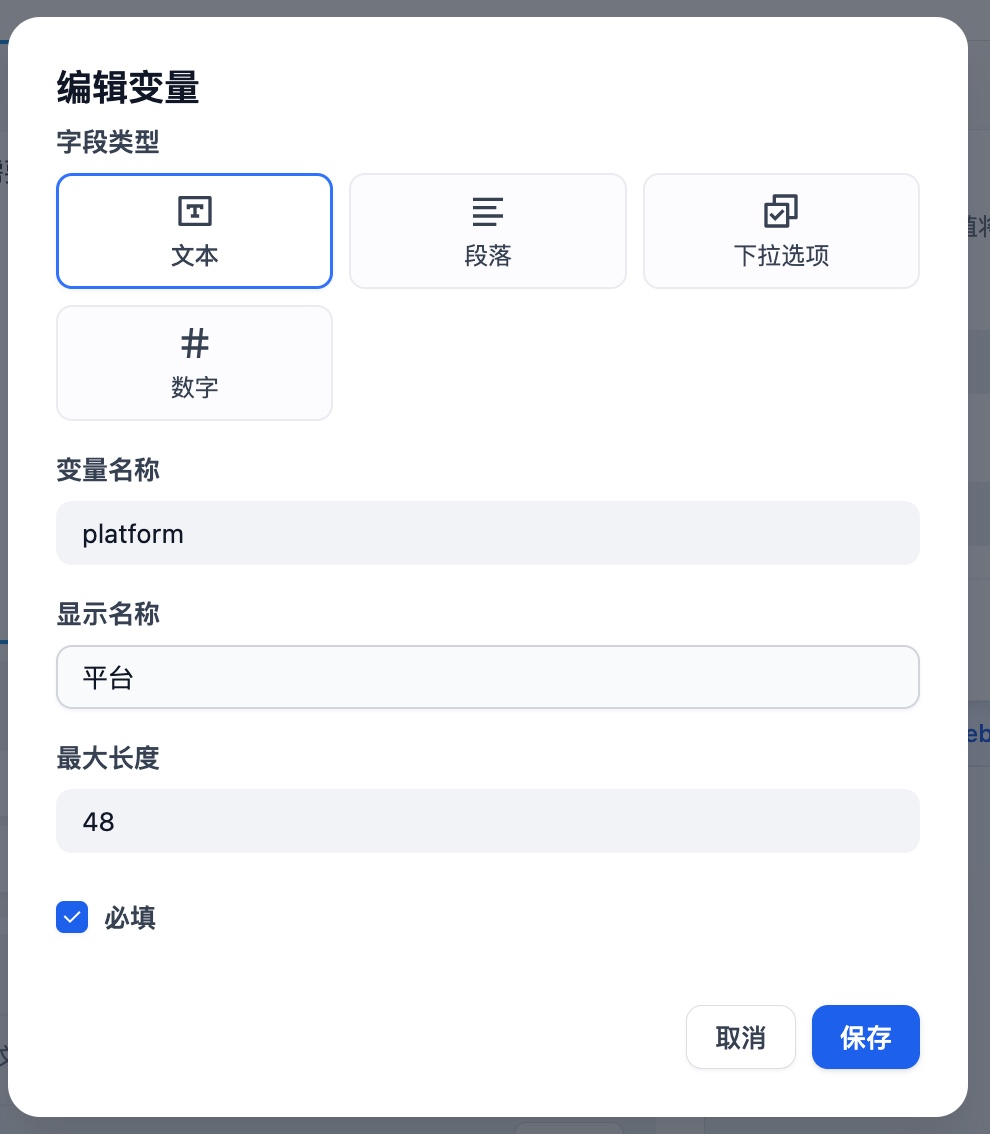 编辑变量
字段类型
文本
段落
下拉选项
数字
变量名称
platform
显示名称
平台
最大长度
48
必填
取消
保存